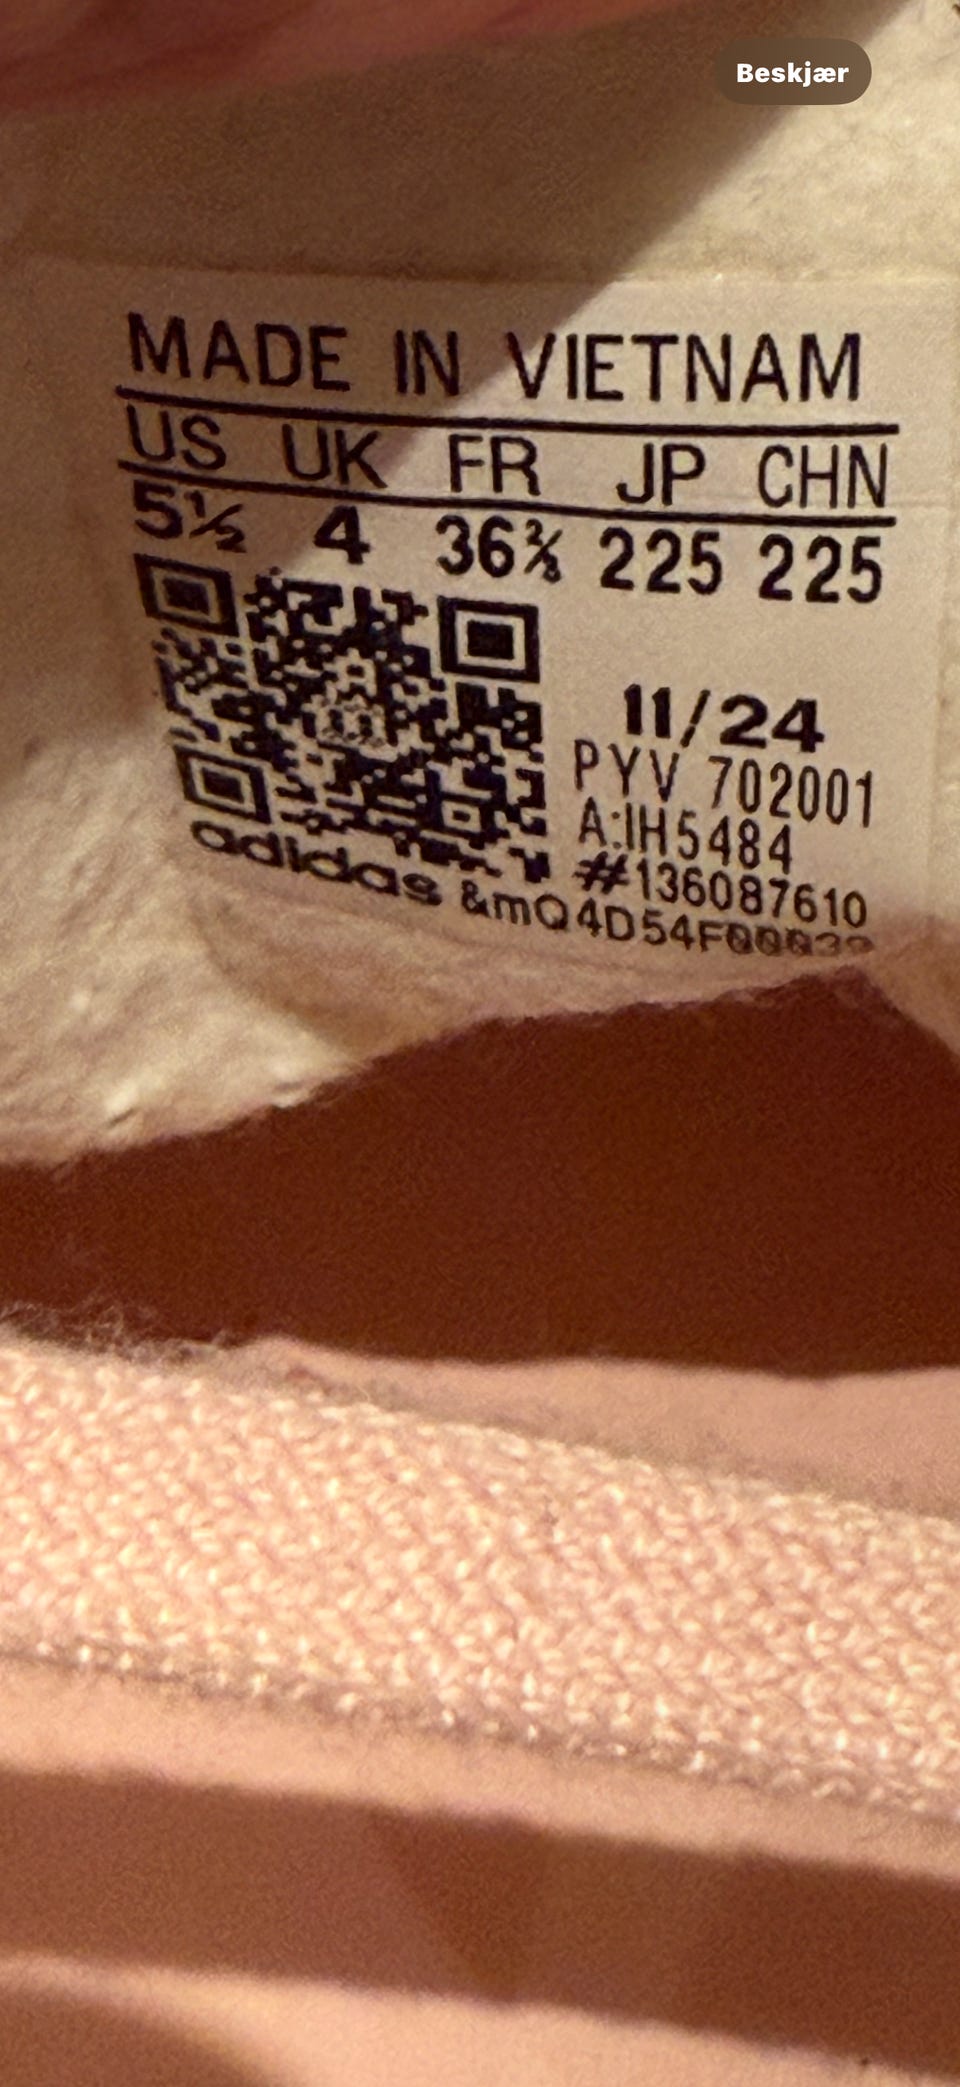 Beskjær
MADE IN VIETNAM
US UK FR JP CHN
5½ 4 36⅔ 225 225
11/24
PYV 702001
A:IH5484
#136087610
adidas